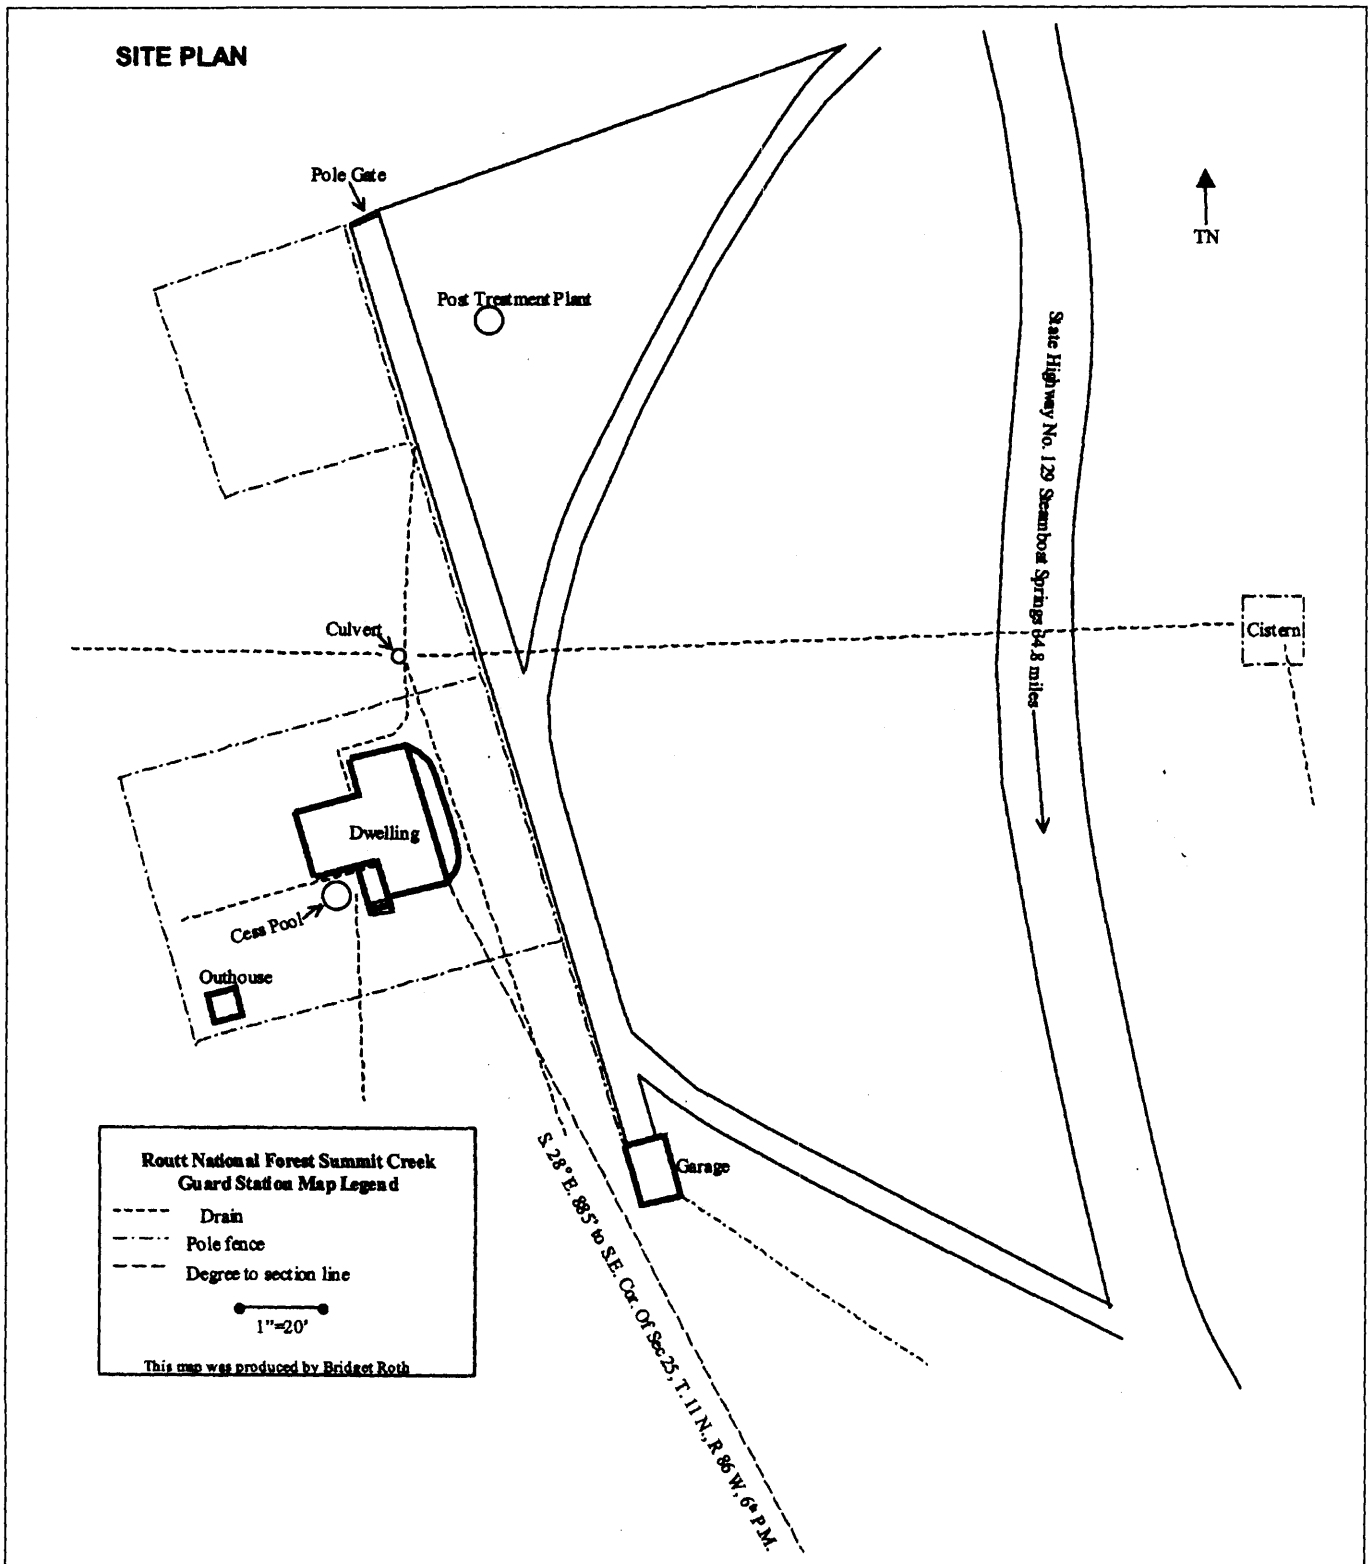 SITE PLAN
Pole Gate
TN
Post Treatment Plant
State Highway No. 129 Steamboat Springs 64.8 miles
Culvert
Cistern
Dwelling
Cess Pool
Outhouse
Garage
S. 28° E. 885' to S.E. Cor. Of Sec 25, T. 11 N., R 86 W, 6th P.M.
Routt National Forest Summit Creek
Guard Station Map Legend
Drain
Pole fence
Degree to section line
1"=20'
This map was produced by Bridget Roth